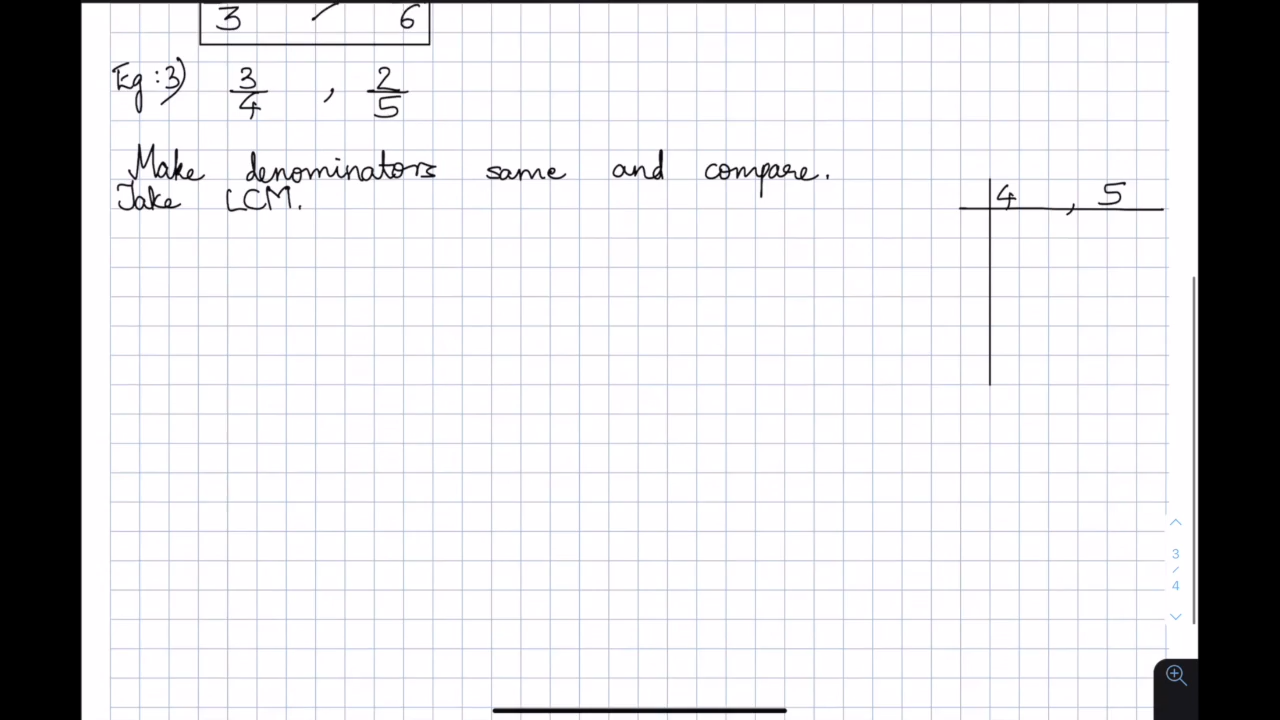 3 6
Eg : 3) 3/4 , 2/5
Make denominators same and compare.
Take LCM.
4 , 5
3 / 4